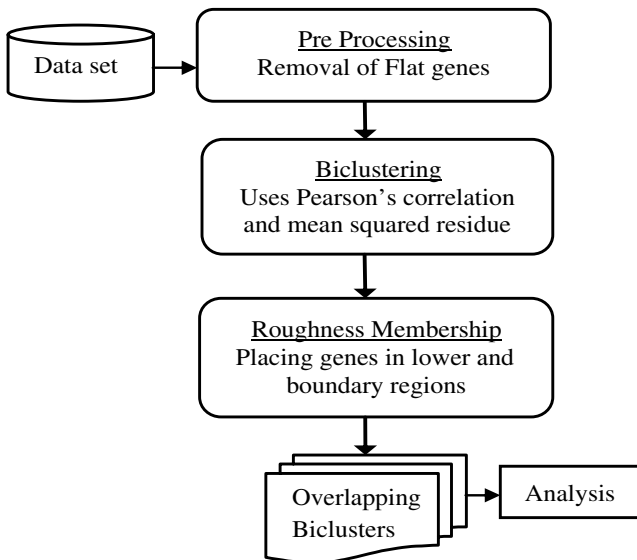 Data set
Pre Processing
Removal of Flat genes
Biclustering
Uses Pearson’s correlation
and mean squared residue
Roughness Membership
Placing genes in lower and
boundary regions
Overlapping
Biclusters
Analysis